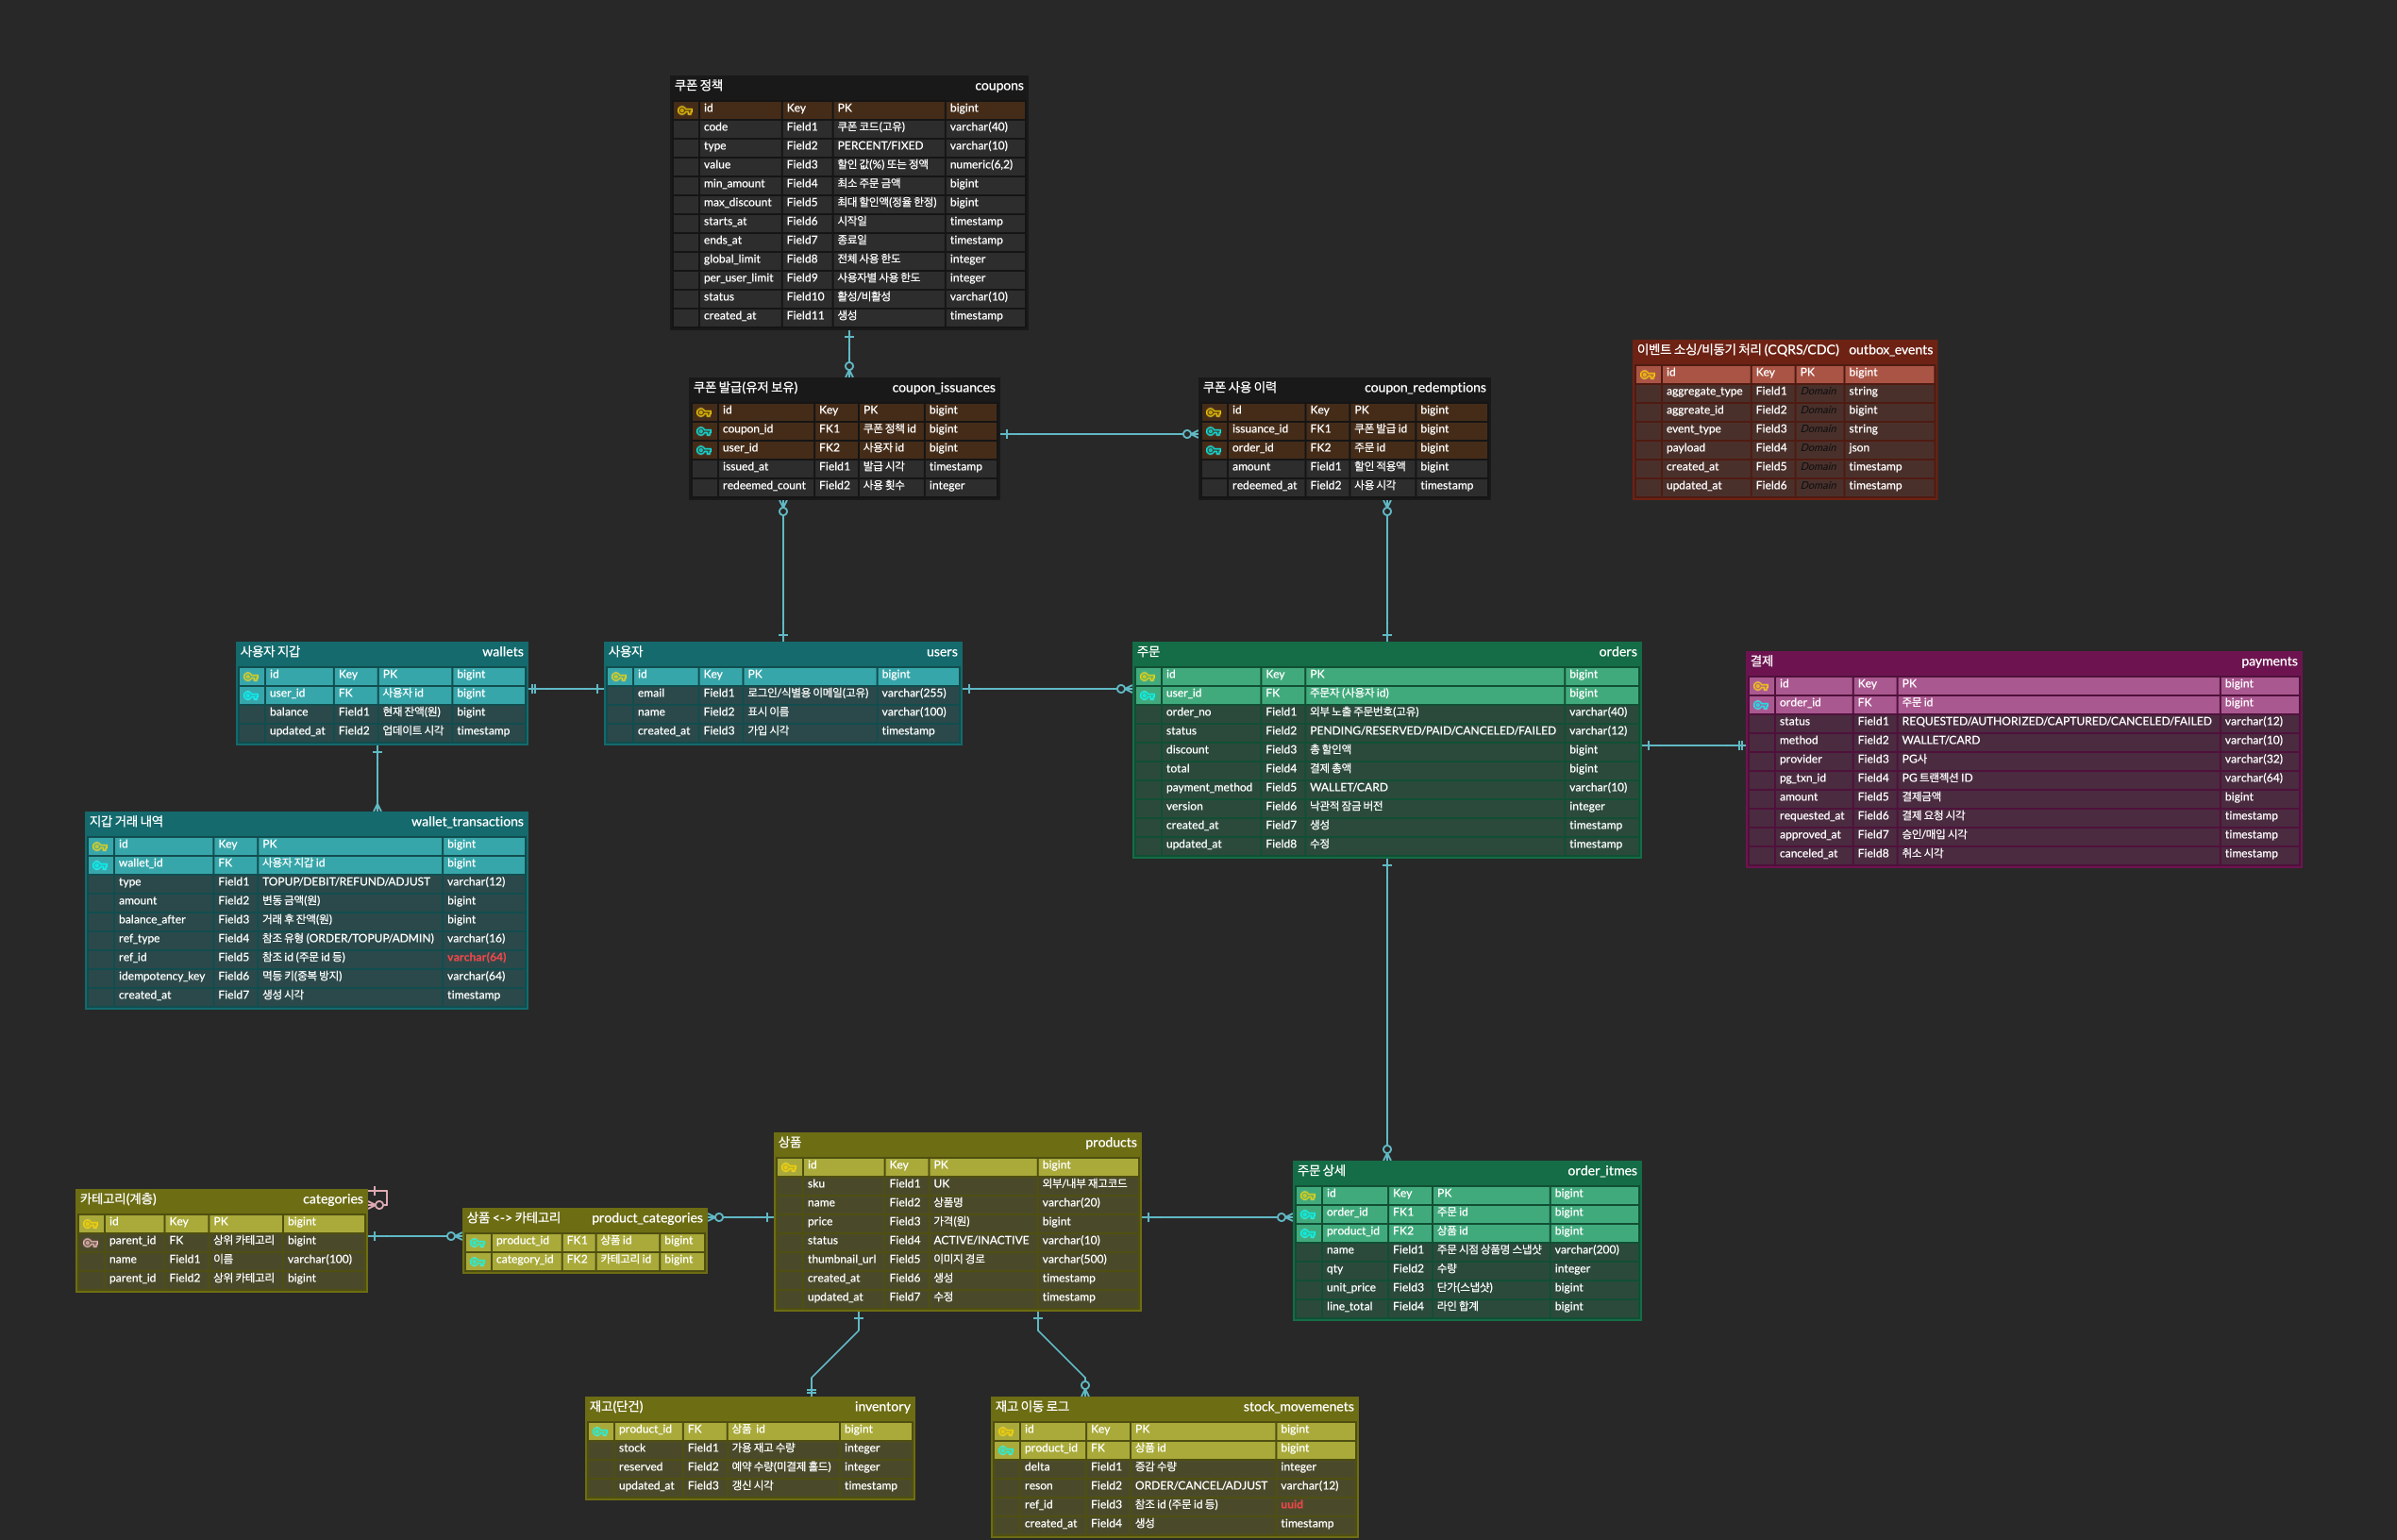 쿠폰 정책 coupons
id Key PK bigint
code Field1 쿠폰 코드(고유) varchar(40)
type Field2 PERCENT/FIXED varchar(10)
value Field3 할인 값(%) 또는 정액 numeric(6,2)
min_amount Field4 최소 주문 금액 bigint
max_discount Field5 최대 할인액(정율 한정) bigint
starts_at Field6 시작일 timestamp
ends_at Field7 종료일 timestamp
global_limit Field8 전체 사용 한도 integer
per_user_limit Field9 사용자별 사용 한도 integer
status Field10 활성/비활성 varchar(10)
created_at Field11 생성 timestamp
이벤트 소싱/비동기 처리 (CQRS/CDC) outbox_events
id Key PK bigint
aggregate_type Field1 Domain string
aggreate_id Field2 Domain bigint
event_type Field3 Domain string
payload Field4 Domain json
created_at Field5 Domain timestamp
updated_at Field6 Domain timestamp
쿠폰 발급(유저 보유) coupon_issuances
id Key PK bigint
coupon_id FK1 쿠폰 정책 id bigint
user_id FK2 사용자 id bigint
issued_at Field1 발급 시각 timestamp
redeemed_count Field2 사용 횟수 integer
쿠폰 사용 이력 coupon_redemptions
id Key PK bigint
issuance_id FK1 쿠폰 발급 id bigint
order_id FK2 주문 id bigint
amount Field1 할인 적용액 bigint
redeemed_at Field2 사용 시각 timestamp
사용자 지갑 wallets
id Key PK bigint
user_id FK 사용자 id bigint
balance Field1 현재 잔액(원) bigint
updated_at Field2 업데이트 시각 timestamp
사용자 users
id Key PK bigint
email Field1 로그인/식별용 이메일(고유) varchar(255)
name Field2 표시 이름 varchar(100)
created_at Field3 가입 시각 timestamp
주문 orders
id Key PK bigint
user_id FK 주문자 (사용자 id) bigint
order_no Field1 외부 노출 주문번호(고유) varchar(40)
status Field2 PENDING/RESERVED/PAID/CANCELED/FAILED varchar(12)
discount Field3 총 할인액 bigint
total Field4 결제 총액 bigint
payment_method Field5 WALLET/CARD varchar(10)
version Field6 낙관적 잠금 버전 integer
created_at Field7 생성 timestamp
updated_at Field8 수정 timestamp
결제 payments
id Key PK bigint
order_id FK 주문 id bigint
status Field1 REQUESTED/AUTHORIZED/CAPTURED/CANCELED/FAILED varchar(12)
method Field2 WALLET/CARD varchar(10)
provider Field3 PG사 varchar(32)
pg_txn_id Field4 PG 트랜젝션 ID varchar(64)
amount Field5 결제금액 bigint
requested_at Field6 결제 요청 시각 timestamp
approved_at Field7 승인/매입 시각 timestamp
canceled_at Field8 취소 시각 timestamp
지갑 거래 내역 wallet_transactions
id Key PK bigint
wallet_id FK 사용자 지갑 id bigint
type Field1 TOPUP/DEBIT/REFUND/ADJUST varchar(12)
amount Field2 변동 금액(원) bigint
balance_after Field3 거래 후 잔액(원) bigint
ref_type Field4 참조 유형 (ORDER/TOPUP/ADMIN) varchar(16)
ref_id Field5 참조 id (주문 id 등) varchar(64)
idempotency_key Field6 멱등 키(중복 방지) varchar(64)
created_at Field7 생성 시각 timestamp
카테고리(계층) categories
id Key PK bigint
parent_id FK 상위 카테고리 bigint
name Field1 이름 varchar(100)
parent_id Field2 상위 카테고리 bigint
상품 <-> 카테고리 product_categories
product_id FK1 상품 id bigint
category_id FK2 카테고리 id bigint
상품 products
id Key PK bigint
sku Field1 UK 외부/내부 재고코드
name Field2 상품명 varchar(20)
price Field3 가격(원) bigint
status Field4 ACTIVE/INACTIVE varchar(10)
thumbnail_url Field5 이미지 경로 varchar(500)
created_at Field6 생성 timestamp
updated_at Field7 수정 timestamp
주문 상세 order_itmes
id Key PK bigint
order_id FK1 주문 id bigint
product_id FK2 상품 id bigint
name Field1 주문 시점 상품명 스냅샷 varchar(200)
qty Field2 수량 integer
unit_price Field3 단가(스냅샷) bigint
line_total Field4 라인 합계 bigint
재고(단건) inventory
product_id FK 상품 id bigint
stock Field1 가용 재고 수량 integer
reserved Field2 예약 수량(미결제 홀드) integer
updated_at Field3 갱신 시각 timestamp
재고 이동 로그 stock_movemenets
id Key PK bigint
product_id FK 상품 id bigint
delta Field1 증감 수량 integer
reson Field2 ORDER/CANCEL/ADJUST varchar(12)
ref_id Field3 참조 id (주문 id 등) uuid
created_at Field4 생성 timestamp